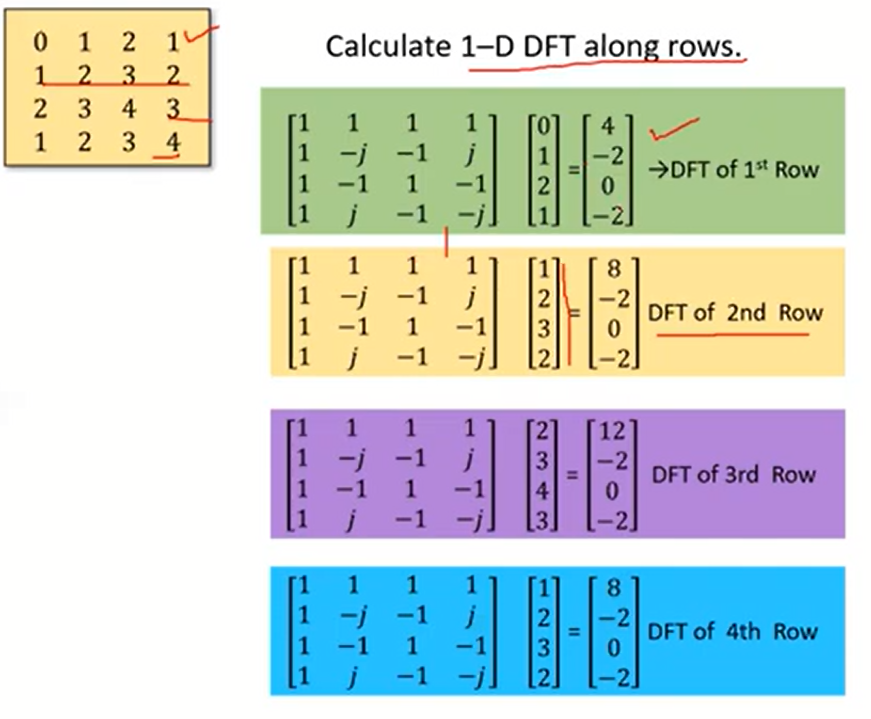 0 1 2 1
1 2 3 2
2 3 4 3
1 2 3 4
Calculate 1–D DFT along rows.
[1 1 1 1] [0] [4]
[1 −j −1 j] [1] = [−2] →DFT of 1st Row
[1 −1 1 −1] [2] [0]
[1 j −1 −j] [1] [−2]
[1 1 1 1] [1] [8]
[1 −j −1 j] [2] = [−2] DFT of 2nd Row
[1 −1 1 −1] [3] [0]
[1 j −1 −j] [2] [−2]
[1 1 1 1] [2] [12]
[1 −j −1 j] [3] = [−2] DFT of 3rd Row
[1 −1 1 −1] [4] [0]
[1 j −1 −j] [3] [−2]
[1 1 1 1] [1] [8]
[1 −j −1 j] [2] = [−2] DFT of 4th Row
[1 −1 1 −1] [3] [0]
[1 j −1 −j] [2] [−2]